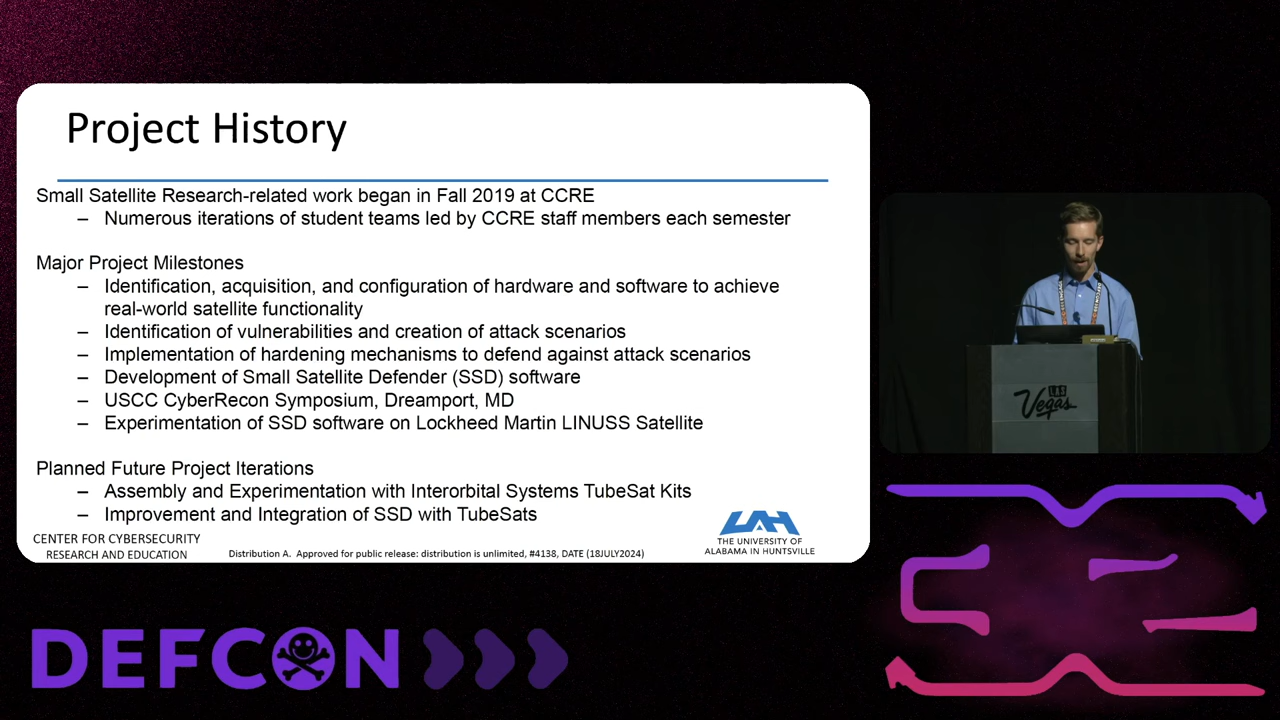 Project History
Small Satellite Research-related work began in Fall 2019 at CCRE
– Numerous iterations of student teams led by CCRE staff members each semester
Major Project Milestones
– Identification, acquisition, and configuration of hardware and software to achieve
real-world satellite functionality
– Identification of vulnerabilities and creation of attack scenarios
– Implementation of hardening mechanisms to defend against attack scenarios
– Development of Small Satellite Defender (SSD) software
– USCC CyberRecon Symposium, Dreamport, MD
– Experimentation of SSD software on Lockheed Martin LINUSS Satellite
Planned Future Project Iterations
– Assembly and Experimentation with Interorbital Systems TubeSat Kits
– Improvement and Integration of SSD with TubeSats
CENTER FOR CYBERSECURITY
RESEARCH AND EDUCATION
Distribution A. Approved for public release: distribution is unlimited, #4138, DATE (18JULY2024)
UAH
THE UNIVERSITY OF
ALABAMA IN HUNTSVILLE
LAS
Vegas
DEFCON